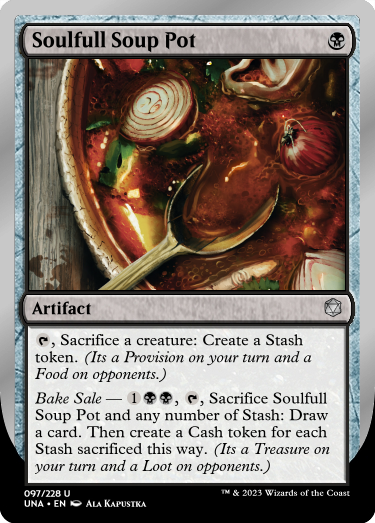 Soulfull Soup Pot
Artifact
, Sacrifice a creature: Create a Stash
token. (Its a Provision on your turn and a
Food on opponents.)
Bake Sale — 1 , , Sacrifice Soulfull
Soup Pot and any number of Stash: Draw
a card. Then create a Cash token for each
Stash sacrificed this way. (Its a Treasure on
your turn and a Loot on opponents.)
097/228 U
UNA • EN Ala Kapustka
™ & 2023 Wizards of the Coast